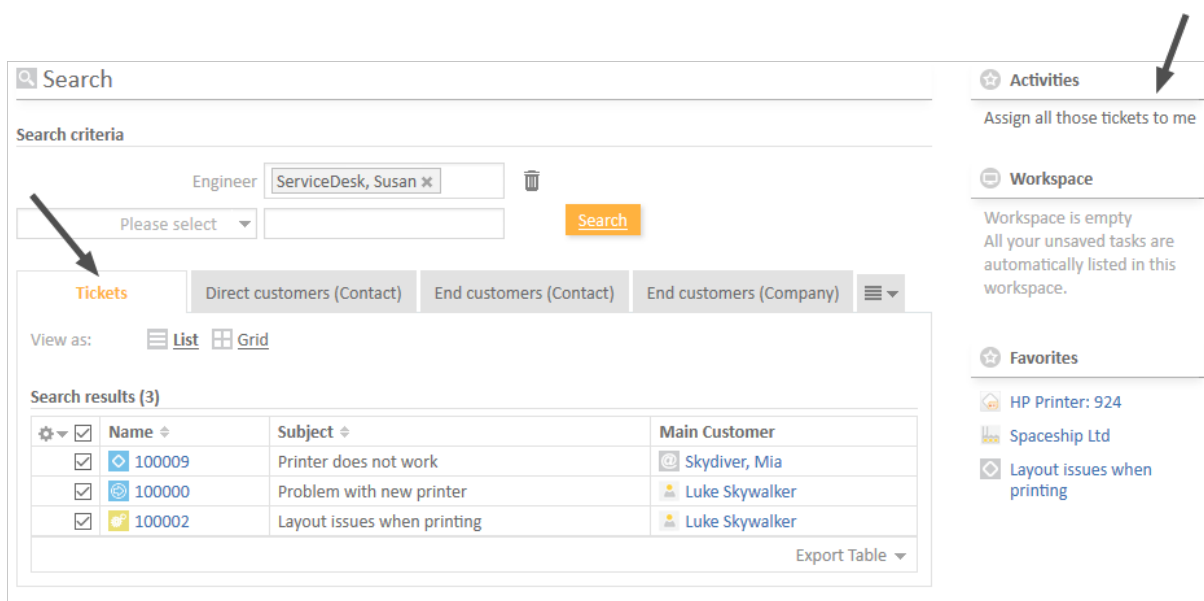 Search
Search criteria
Engineer ServiceDesk, Susan ×
Please select Search
Tickets Direct customers (Contact) End customers (Contact) End customers (Company)
View as: List Grid
Search results (3)
Name Subject Main Customer
100009 Printer does not work @ Skydiver, Mia
100000 Problem with new printer Luke Skywalker
100002 Layout issues when printing Luke Skywalker
Export Table
Activities
Assign all those tickets to me
Workspace
Workspace is empty
All your unsaved tasks are
automatically listed in this
workspace.
Favorites
HP Printer: 924
Spaceship Ltd
Layout issues when
printing